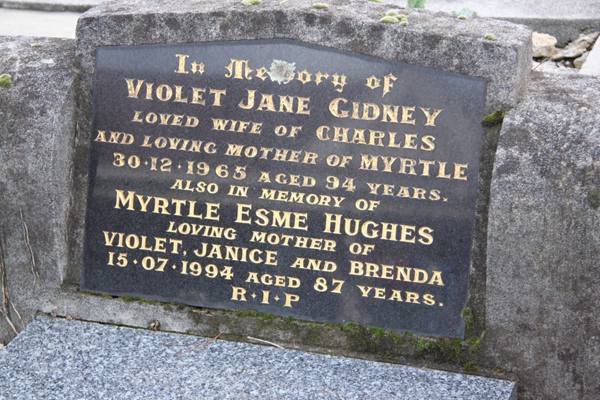 In Memory of
VIOLET JANE GIDNEY
LOVED WIFE OF CHARLES
AND LOVING MOTHER OF MYRTLE
30·12·1965 AGED 94 YEARS.
ALSO IN MEMORY OF
MYRTLE ESME HUGHES
LOVING MOTHER OF
VIOLET, JANICE AND BRENDA
15·07·1994 AGED 87 YEARS.
R·I·P